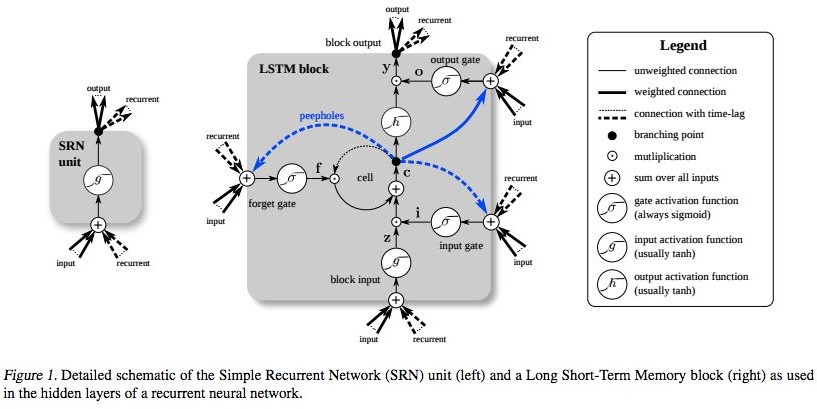 output
recurrent
SRN
unit
g
input
recurrent
output
recurrent
block output
LSTM block
y
o
output gate
σ
recurrent
input
h
peepholes
recurrent
f
σ
cell
c
input
forget gate
recurrent
i
σ
z
input gate
input
g
block input
input
recurrent
Legend
unweighted connection
weighted connection
connection with time-lag
branching point
mutliplication
sum over all inputs
σ
gate activation function
(always sigmoid)
g
input activation function
(usually tanh)
h
output activation function
(usually tanh)
Figure 1. Detailed schematic of the Simple Recurrent Network (SRN) unit (left) and a Long Short-Term Memory block (right) as used
in the hidden layers of a recurrent neural network.